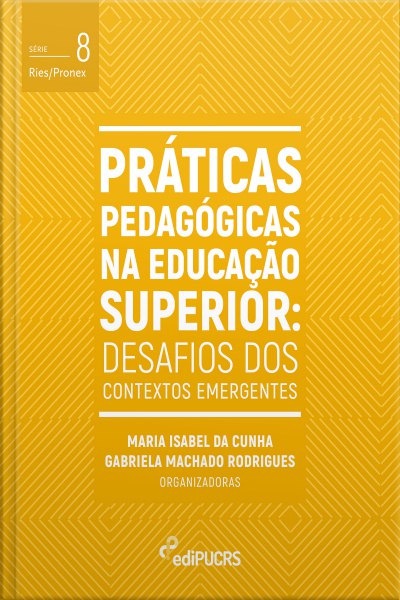 SÉRIE 8
Ries/Pronex
PRÁTICAS
PEDAGÓGICAS
NA EDUCAÇÃO
SUPERIOR:
DESAFIOS DOS
CONTEXTOS EMERGENTES
MARIA ISABEL DA CUNHA
GABRIELA MACHADO RODRIGUES
ORGANIZADORAS
ediPUCRS